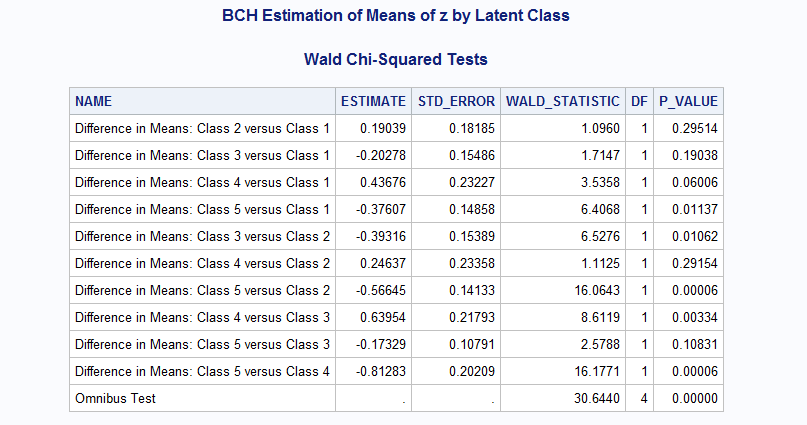 BCH Estimation of Means of z by Latent Class
Wald Chi-Squared Tests
NAME ESTIMATE STD_ERROR WALD_STATISTIC DF P_VALUE
Difference in Means: Class 2 versus Class 1 0.19039 0.18185 1.0960 1 0.29514
Difference in Means: Class 3 versus Class 1 -0.20278 0.15486 1.7147 1 0.19038
Difference in Means: Class 4 versus Class 1 0.43676 0.23227 3.5358 1 0.06006
Difference in Means: Class 5 versus Class 1 -0.37607 0.14858 6.4068 1 0.01137
Difference in Means: Class 3 versus Class 2 -0.39316 0.15389 6.5276 1 0.01062
Difference in Means: Class 4 versus Class 2 0.24637 0.23358 1.1125 1 0.29154
Difference in Means: Class 5 versus Class 2 -0.56645 0.14133 16.0643 1 0.00006
Difference in Means: Class 4 versus Class 3 0.63954 0.21793 8.6119 1 0.00334
Difference in Means: Class 5 versus Class 3 -0.17329 0.10791 2.5788 1 0.10831
Difference in Means: Class 5 versus Class 4 -0.81283 0.20209 16.1771 1 0.00006
Omnibus Test . . 30.6440 4 0.00000